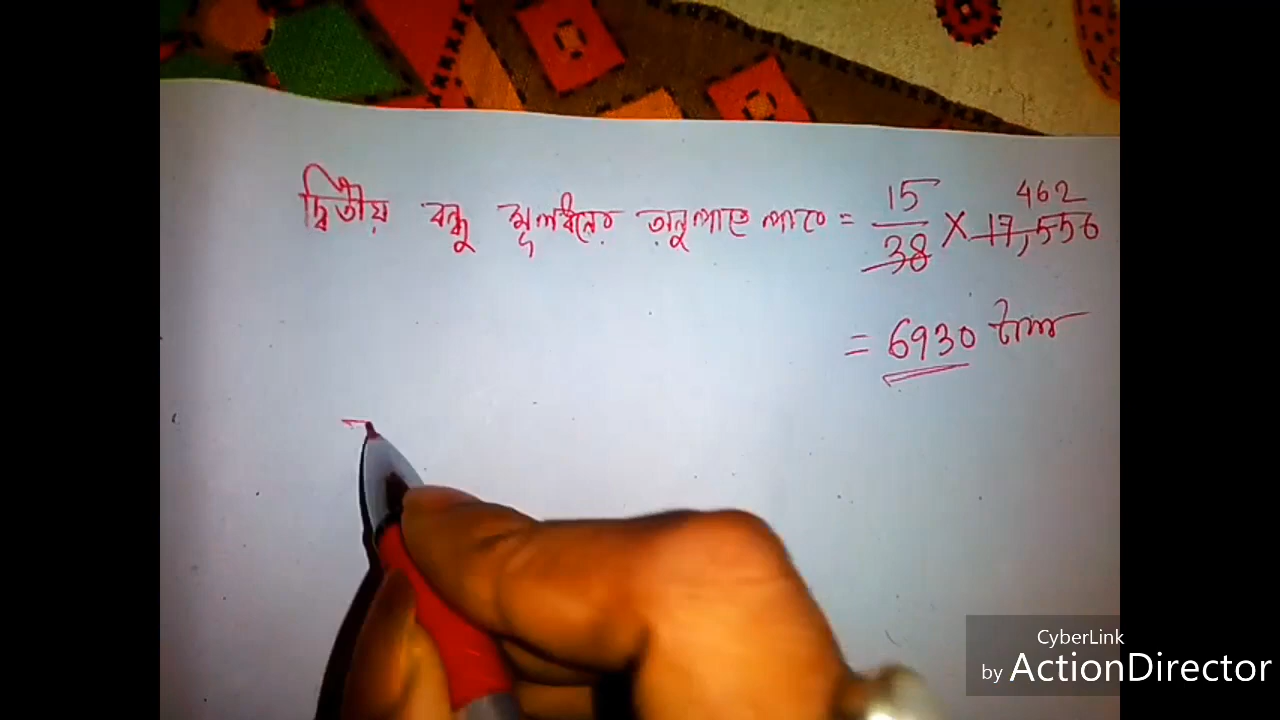 দ্বিতীয় বন্ধু মূলধনের অনুপাতে পাবে = 15/38 × 17,556 462
= 6930 টাকা
CyberLink
by ActionDirector